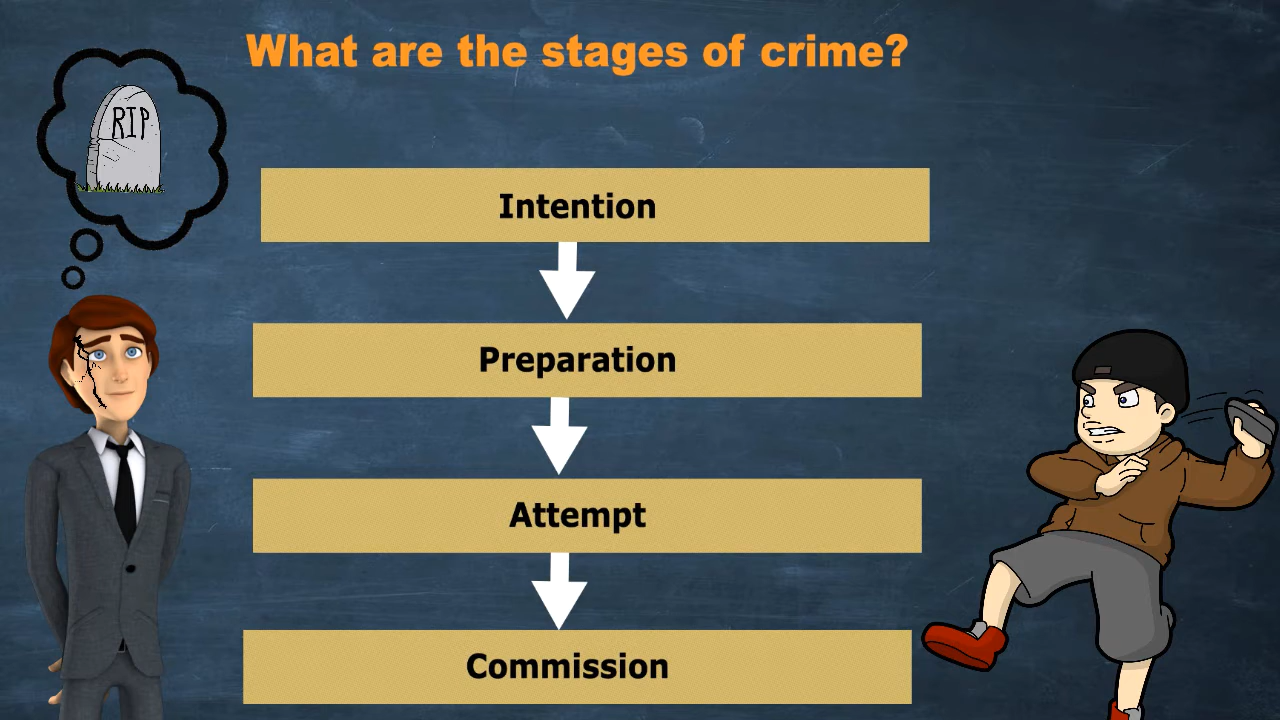 What are the stages of crime?
RIP
Intention
Preparation
Attempt
Commission